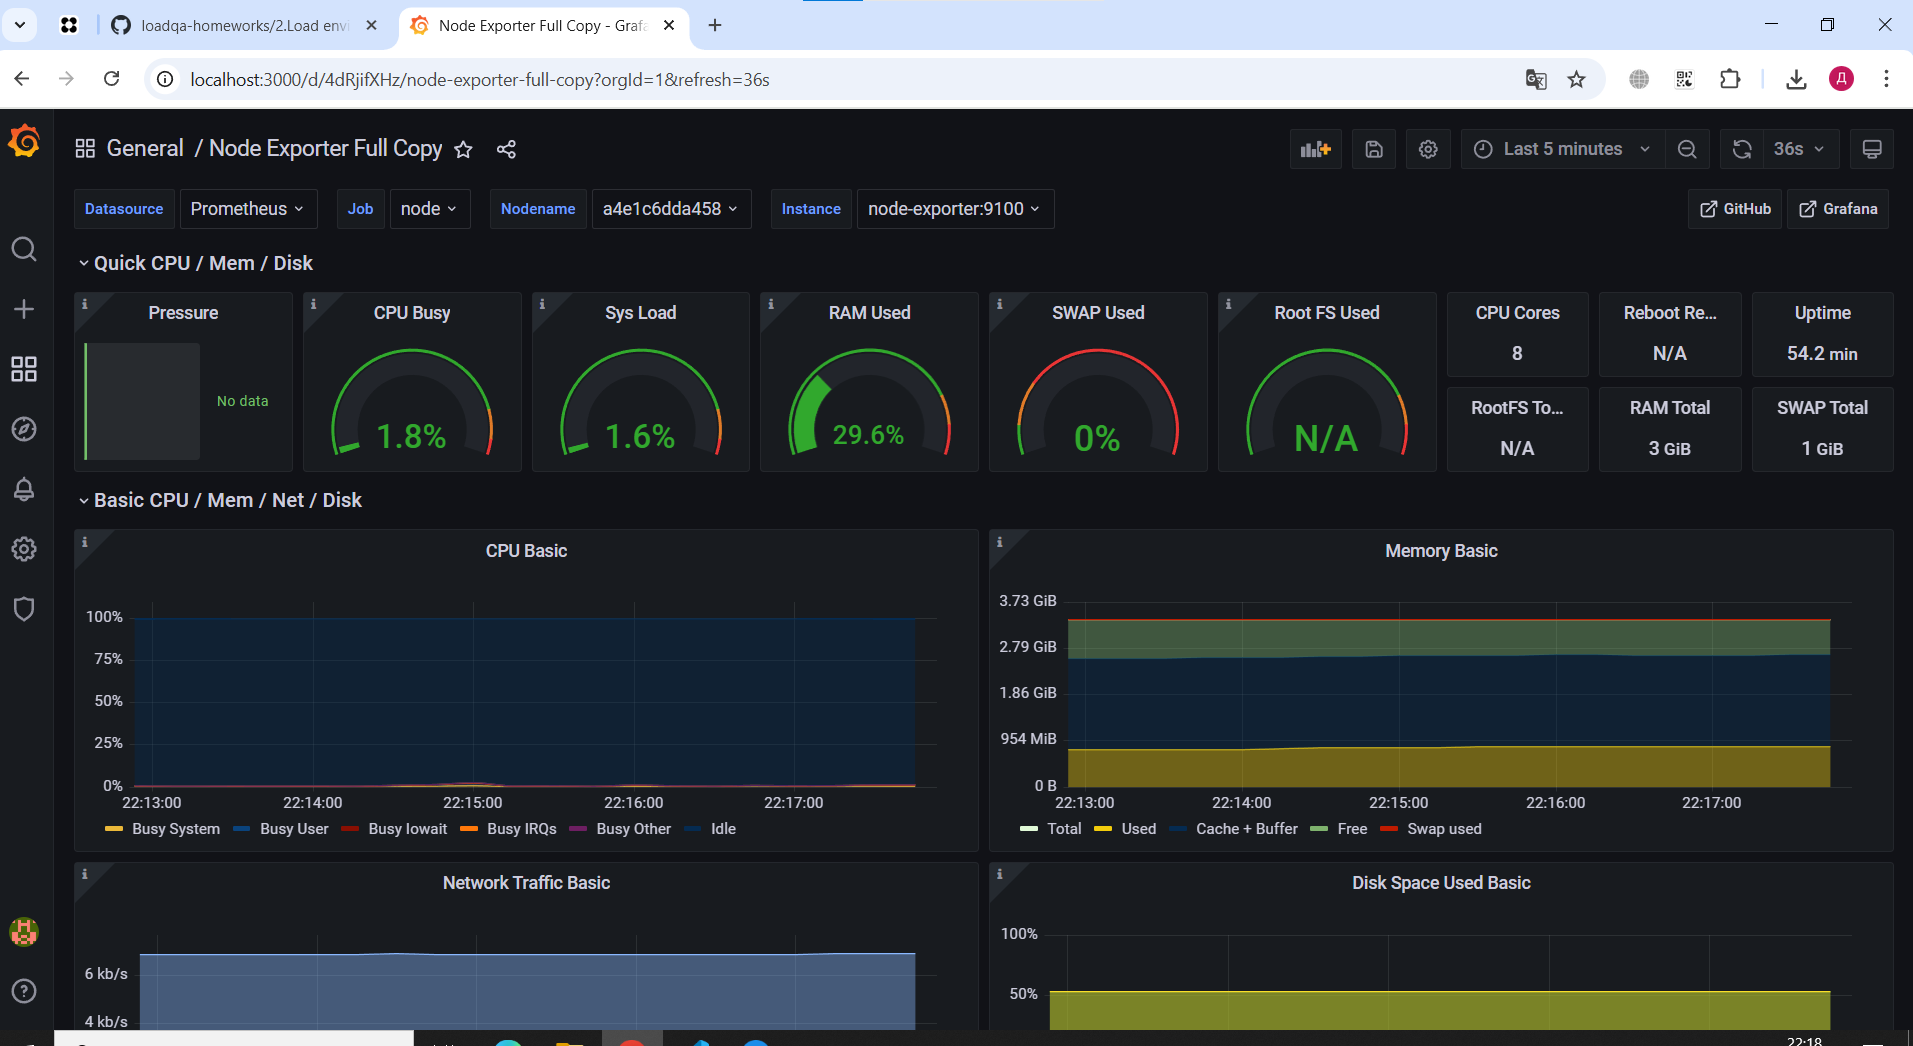 loadqa-homeworks/2.Load envi
Node Exporter Full Copy - Grafa
localhost:3000/d/4dRjifXHz/node-exporter-full-copy?orgId=1&refresh=36s
Д
General / Node Exporter Full Copy
Last 5 minutes
36s
Datasource Prometheus Job node Nodename a4e1c6dda458 Instance node-exporter:9100
GitHub Grafana
Quick CPU / Mem / Disk
Pressure
No data
CPU Busy
1.8%
Sys Load
1.6%
RAM Used
29.6%
SWAP Used
0%
Root FS Used
N/A
CPU Cores
8
Reboot Re...
N/A
Uptime
54.2 min
RootFS To...
N/A
RAM Total
3 GiB
SWAP Total
1 GiB
Basic CPU / Mem / Net / Disk
CPU Basic
100%
75%
50%
25%
0%
22:13:00 22:14:00 22:15:00 22:16:00 22:17:00
Busy System Busy User Busy Iowait Busy IRQs Busy Other Idle
Memory Basic
3.73 GiB
2.79 GiB
1.86 GiB
954 MiB
0 B
22:13:00 22:14:00 22:15:00 22:16:00 22:17:00
Total Used Cache + Buffer Free Swap used
Network Traffic Basic
6 kb/s
4 kb/s
Disk Space Used Basic
100%
50%
22:18